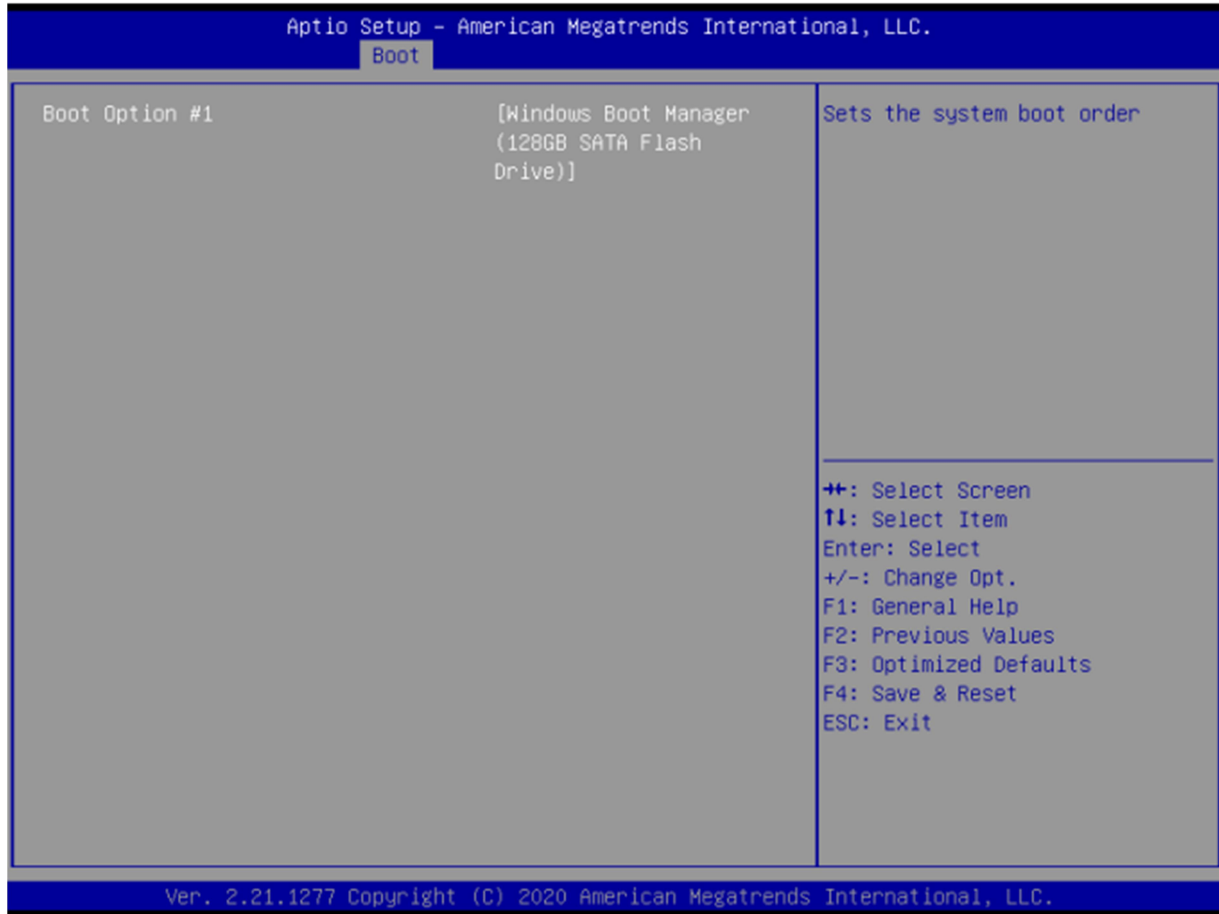 Aptio Setup – American Megatrends International, LLC.
Boot
Boot Option #1
[Windows Boot Manager
(128GB SATA Flash
Drive)]
Sets the system boot order
→←: Select Screen
↑↓: Select Item
Enter: Select
+/-: Change Opt.
F1: General Help
F2: Previous Values
F3: Optimized Defaults
F4: Save & Reset
ESC: Exit
Ver. 2.21.1277 Copyright (C) 2020 American Megatrends International, LLC.